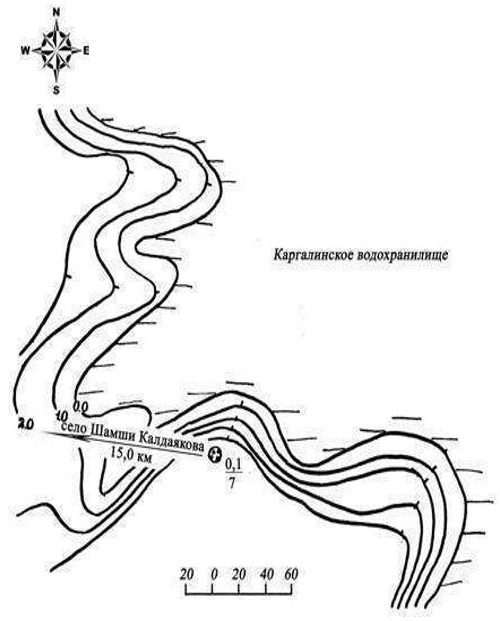 N
W E
S
Каргалинское водохранилище
0.0
1.0
2.0
село Шамши Калдаякова
15,0 км
0,1
7
20 0 20 40 60